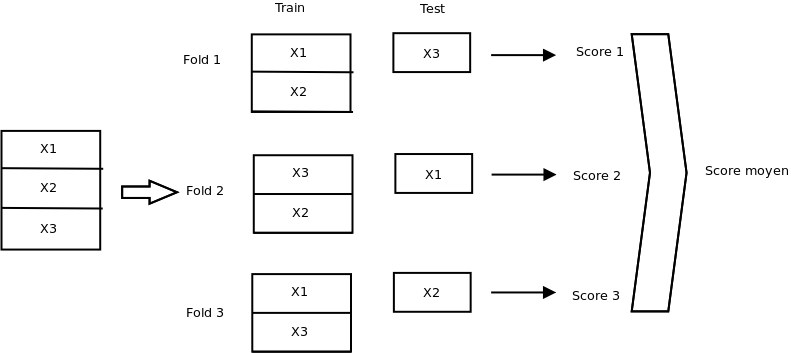 Train
Test
Fold 1
X1
X2
X3
Score 1
X1
X2
X3
Fold 2
X3
X2
X1
Score 2
Score moyen
Fold 3
X1
X3
X2
Score 3